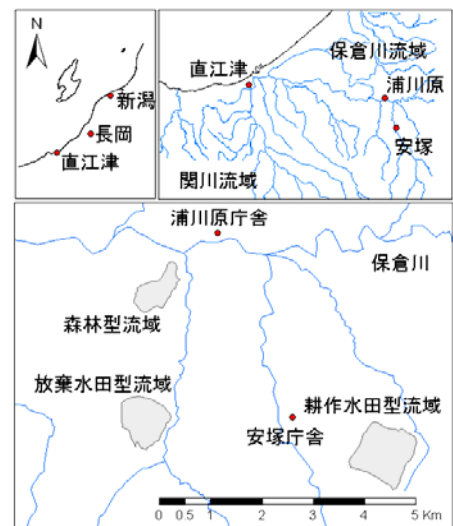 N
新潟
長岡
直江津
保倉川流域
直江津
浦川原
安塚
関川流域
浦川原庁舎
保倉川
森林型流域
放棄水田型流域
耕作水田型流域
安塚庁舎
0 0.5 1 2 3 4 5 Km